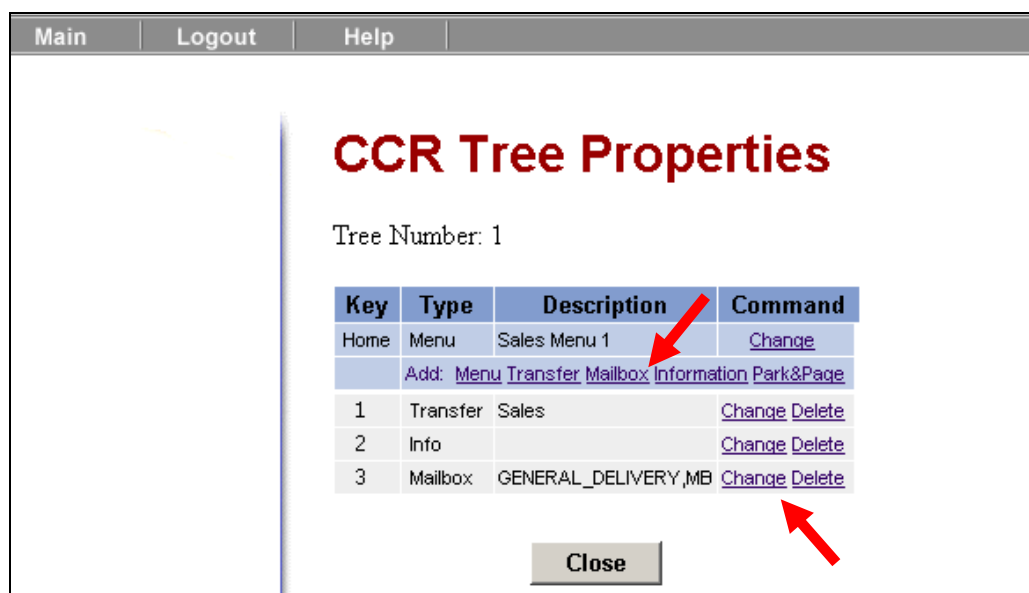 Main Logout Help
CCR Tree Properties
Tree Number: 1
Key Type Description Command
Home Menu Sales Menu 1 Change
Add: Menu Transfer Mailbox Information Park&Page
1 Transfer Sales Change Delete
2 Info Change Delete
3 Mailbox GENERAL_DELIVERY,MB Change Delete
Close